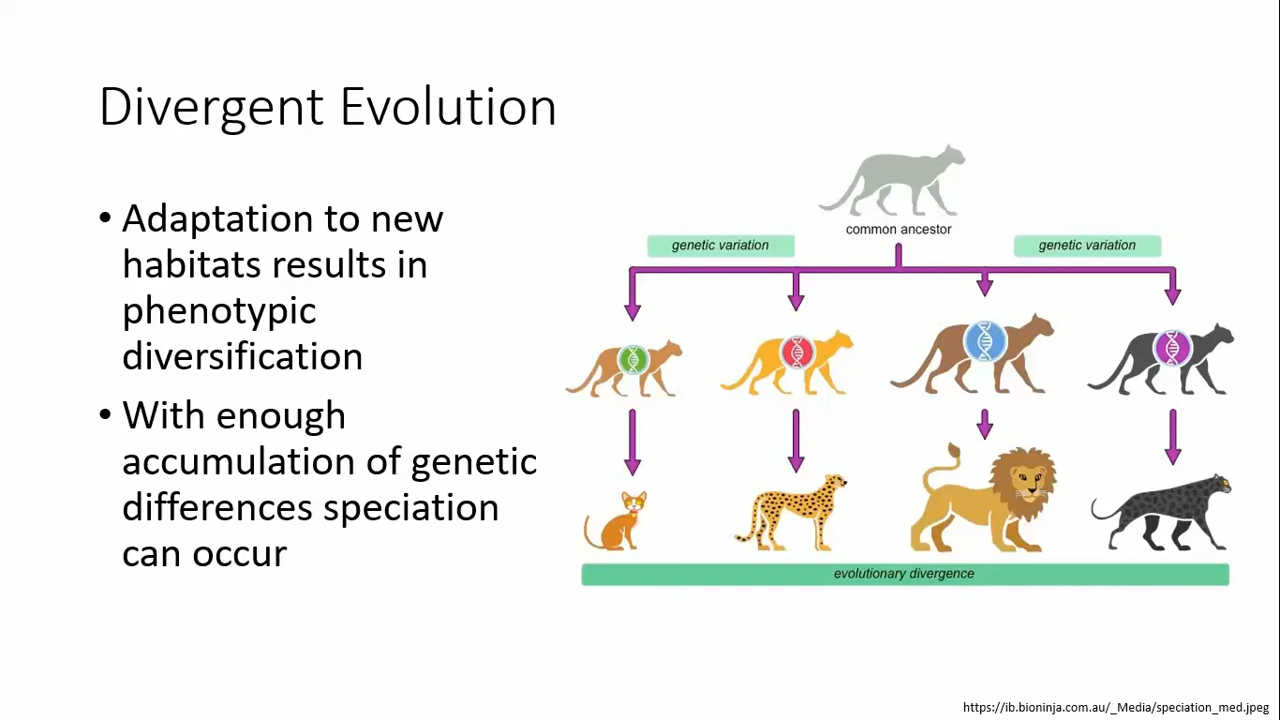 Divergent Evolution
• Adaptation to new
habitats results in
phenotypic
diversification
• With enough
accumulation of genetic
differences speciation
can occur
common ancestor
genetic variation
genetic variation
evolutionary divergence
https://ib.bioninja.com.au/_Media/speciation_med.jpeg